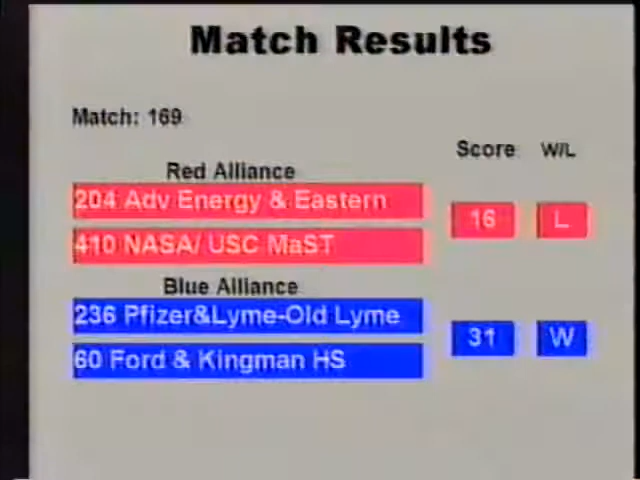 Match Results
Match: 169
Score W/L
Red Alliance
204 Adv Energy & Eastern
16 L
410 NASA/ USC MaST
Blue Alliance
236 Pfizer&Lyme-Old Lyme
31 W
60 Ford & Kingman HS